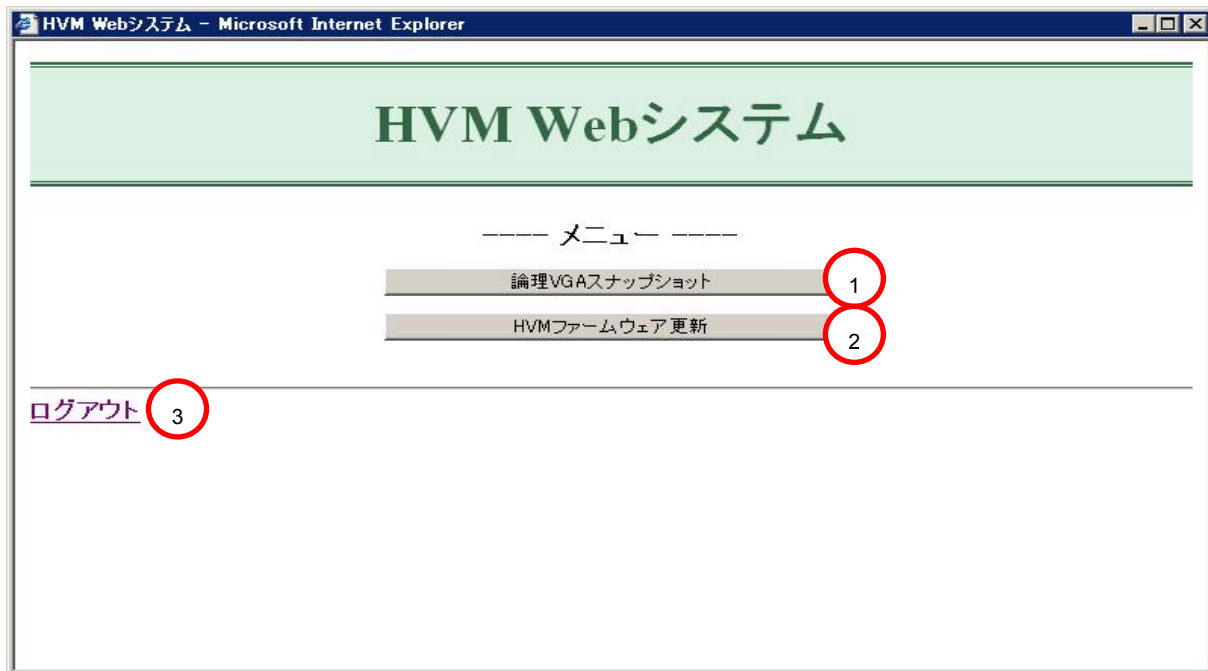 HVM Webシステム - Microsoft Internet Explorer
HVM Webシステム
---- メニュー ----
論理VGAスナップショット
1
HVMファームウェア更新
2
ログアウト
3